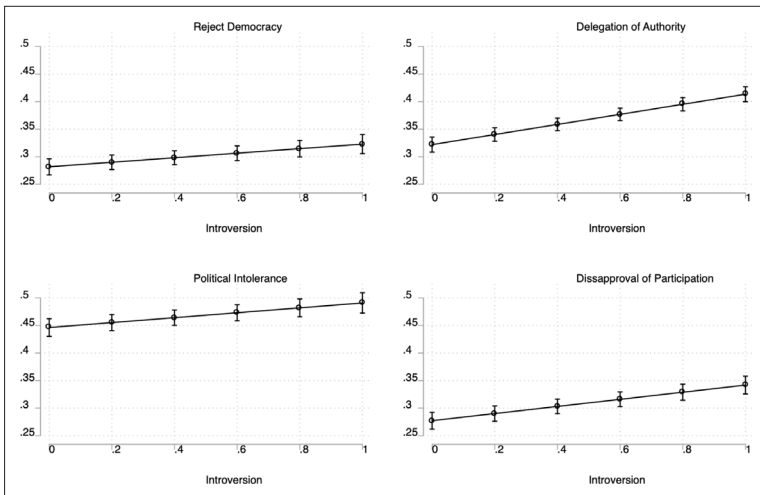 Reject Democracy
.5
.45
.4
.35
.3
.25
0 .2 .4 .6 .8 1
Introversion
Delegation of Authority
.5
.45
.4
.35
.3
.25
0 .2 .4 .6 .8 1
Introversion
Political Intolerance
.5
.45
.4
.35
.3
.25
0 .2 .4 .6 .8 1
Introversion
Dissapproval of Participation
.5
.45
.4
.35
.3
.25
0 .2 .4 .6 .8 1
Introversion